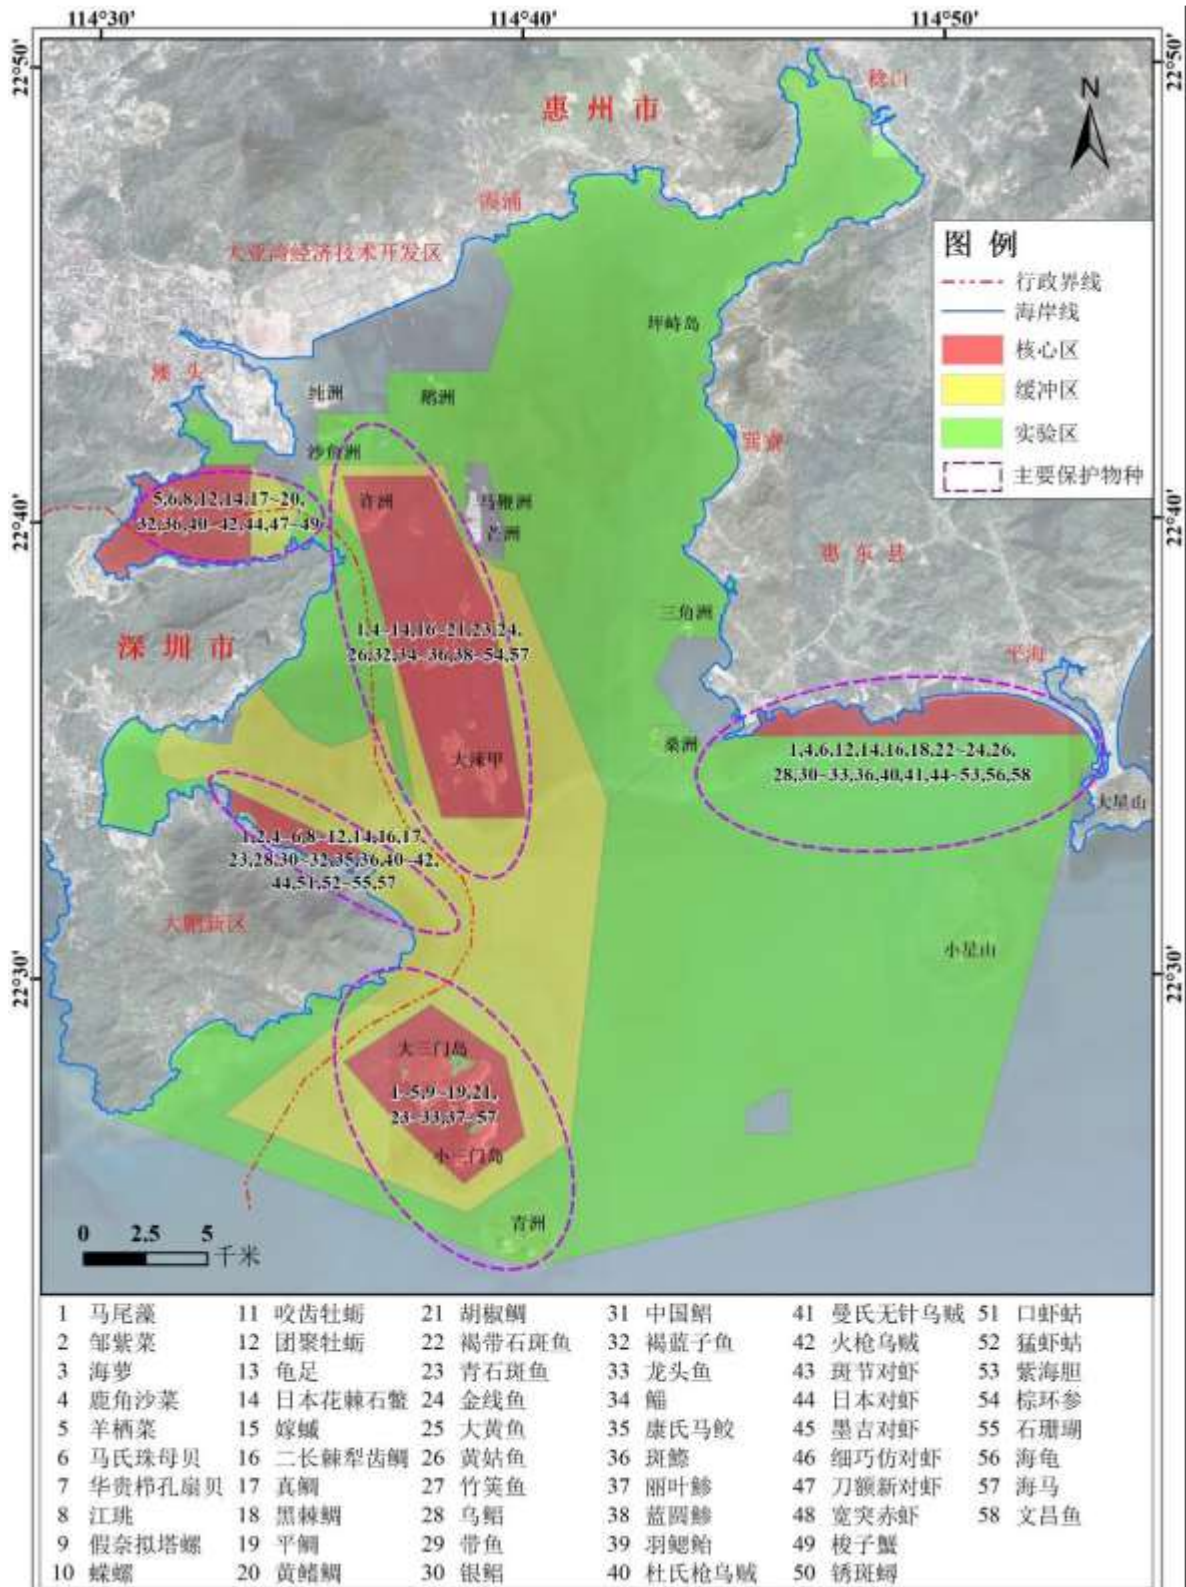 114°30′ 114°40′ 114°50′
22°50′ 22°50′
稔山
惠州市
N
霞浦
大亚湾经济技术开发区
图 例
行政界线
海岸线
核心区
缓冲区
实验区
主要保护物种
坪峙岛
澳 头
纯洲
鹅洲
巽寮
沙鱼洲
许洲
马鞭洲
芒洲
5,6,8,12,14,17~20,
32,36,40~42,44,47~49
22°40′ 22°40′
惠东县
三角洲
深圳市
1,4~14,16~21,23,24,
26,32,34~36,38~54,57
平海
桑洲
1,4,6,12,14,16,18,22~24,26,
28,30~33,36,40,41,44~53,56,58
大辣甲
大星山
1,2,4~6,8~12,14,16,17,
23,28,30~32,35,36,40~42,
44,51,52~55,57
大鹏新区
小星山
22°30′ 22°30′
大三门岛
1~5,9~19,21,
23~33,37~57
小三门岛
青洲
0 2.5 5
千米
1 马尾藻 11 咬齿牡蛎 21 胡椒鲷 31 中国鲳 41 曼氏无针乌贼 51 口虾蛄
2 邹紫菜 12 团聚牡蛎 22 褐带石斑鱼 32 褐蓝子鱼 42 火枪乌贼 52 猛虾蛄
3 海萝 13 龟足 23 青石斑鱼 33 龙头鱼 43 斑节对虾 53 紫海胆
4 鹿角沙菜 14 日本花棘石鳖 24 金线鱼 34 鲻 44 日本对虾 54 棕环参
5 羊栖菜 15 嫁蝛 25 大黄鱼 35 康氏马鲛 45 墨吉对虾 55 石珊瑚
6 马氏珠母贝 16 二长棘犁齿鲷 26 黄姑鱼 36 斑鰶 46 细巧仿对虾 56 海龟
7 华贵栉孔扇贝 17 真鲷 27 竹筴鱼 37 丽叶鲹 47 刀额新对虾 57 海马
8 江珧 18 黑棘鲷 28 乌鲳 38 蓝圆鲹 48 宽突赤虾 58 文昌鱼
9 假奈拟塔螺 19 平鲷 29 带鱼 39 羽鳃鲐 49 梭子蟹
10 蝾螺 20 黄鳍鲷 30 银鲳 40 杜氏枪乌贼 50 锈斑蟳